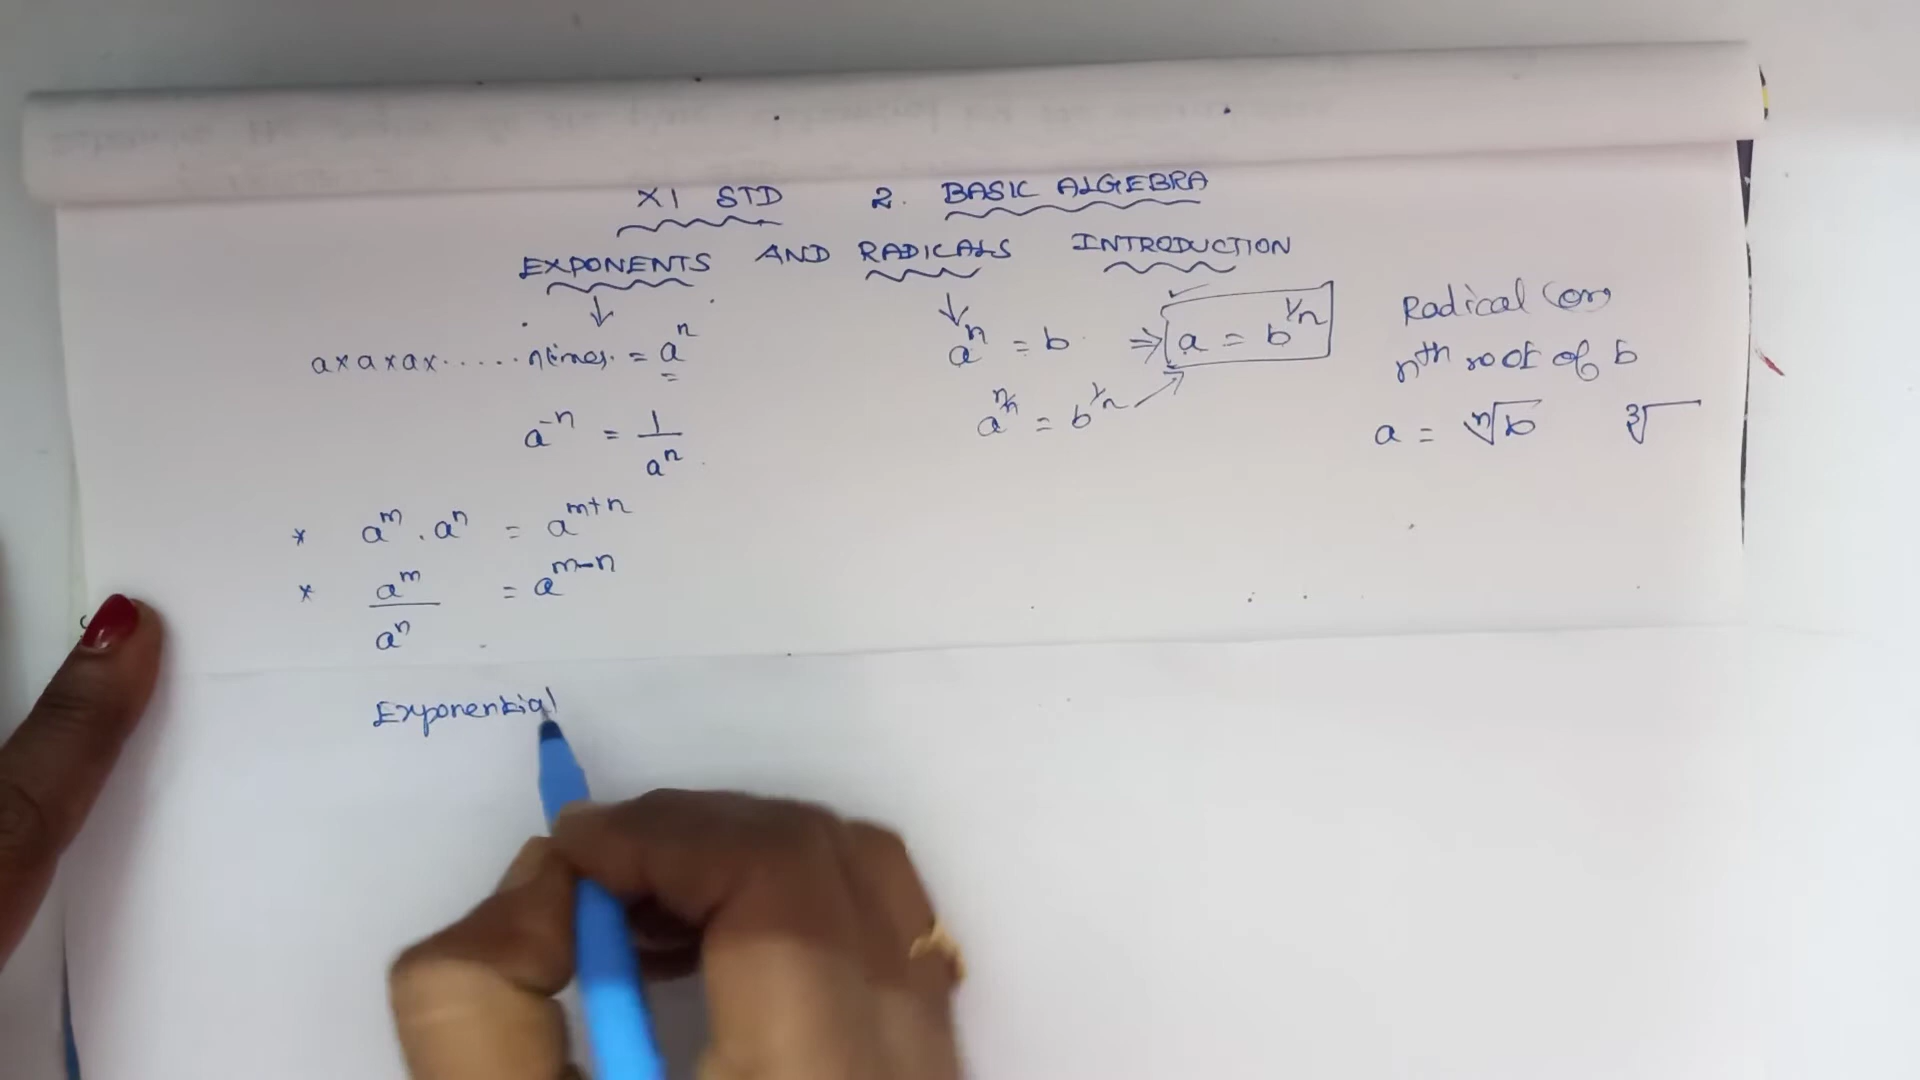 XI STD 2. BASIC ALGEBRA
EXPONENTS AND RADICALS INTRODUCTION
a×a×a×..... n times. = aⁿ
a⁻ⁿ = 1/aⁿ
* aᵐ . aⁿ = aᵐ⁺ⁿ
* aᵐ/aⁿ = aᵐ⁻ⁿ
Exponential
aⁿ = b ⇒ a = b^(1/n)
a^(n/n) = b^(1/n)
Radical (or)
nth root of b
a = ⁿ√b ³√